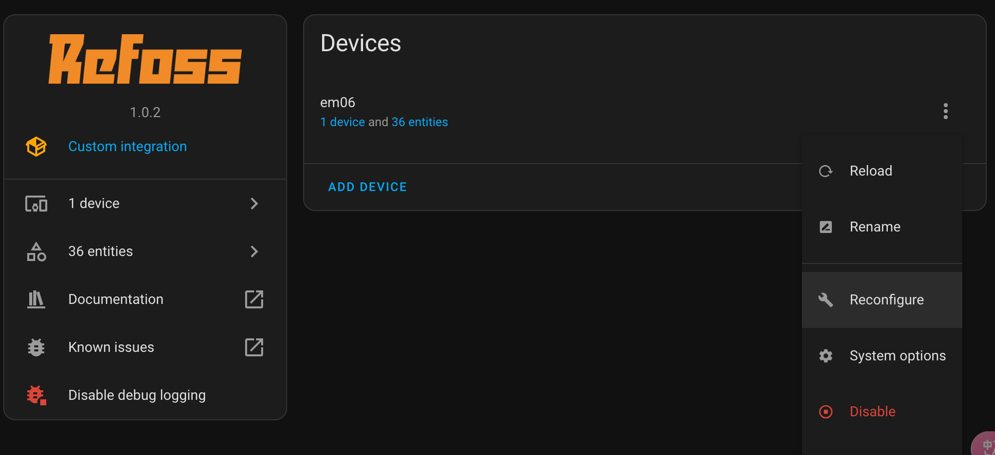 Refoss
1.0.2
Custom integration
1 device
36 entities
Documentation
Known issues
Disable debug logging
Devices
em06
1 device and 36 entities
ADD DEVICE
Reload
Rename
Reconfigure
System options
Disable
中